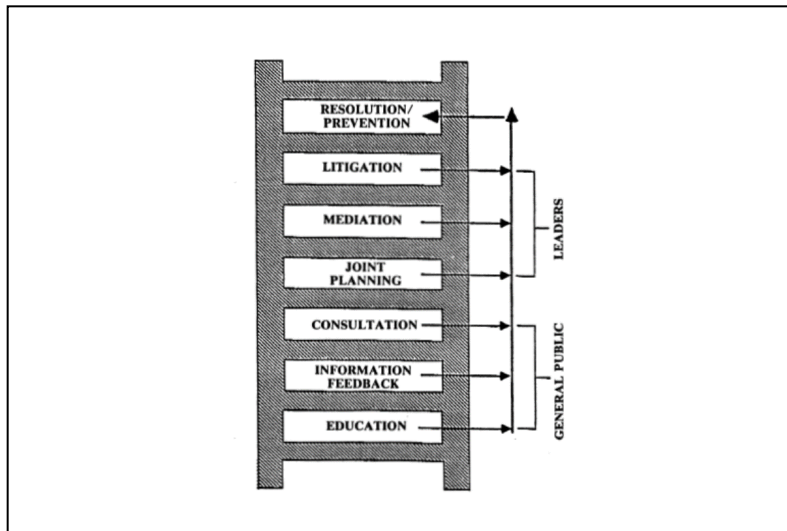 RESOLUTION/
PREVENTION
LITIGATION
MEDIATION
JOINT
PLANNING
CONSULTATION
INFORMATION
FEEDBACK
EDUCATION
LEADERS
GENERAL PUBLIC